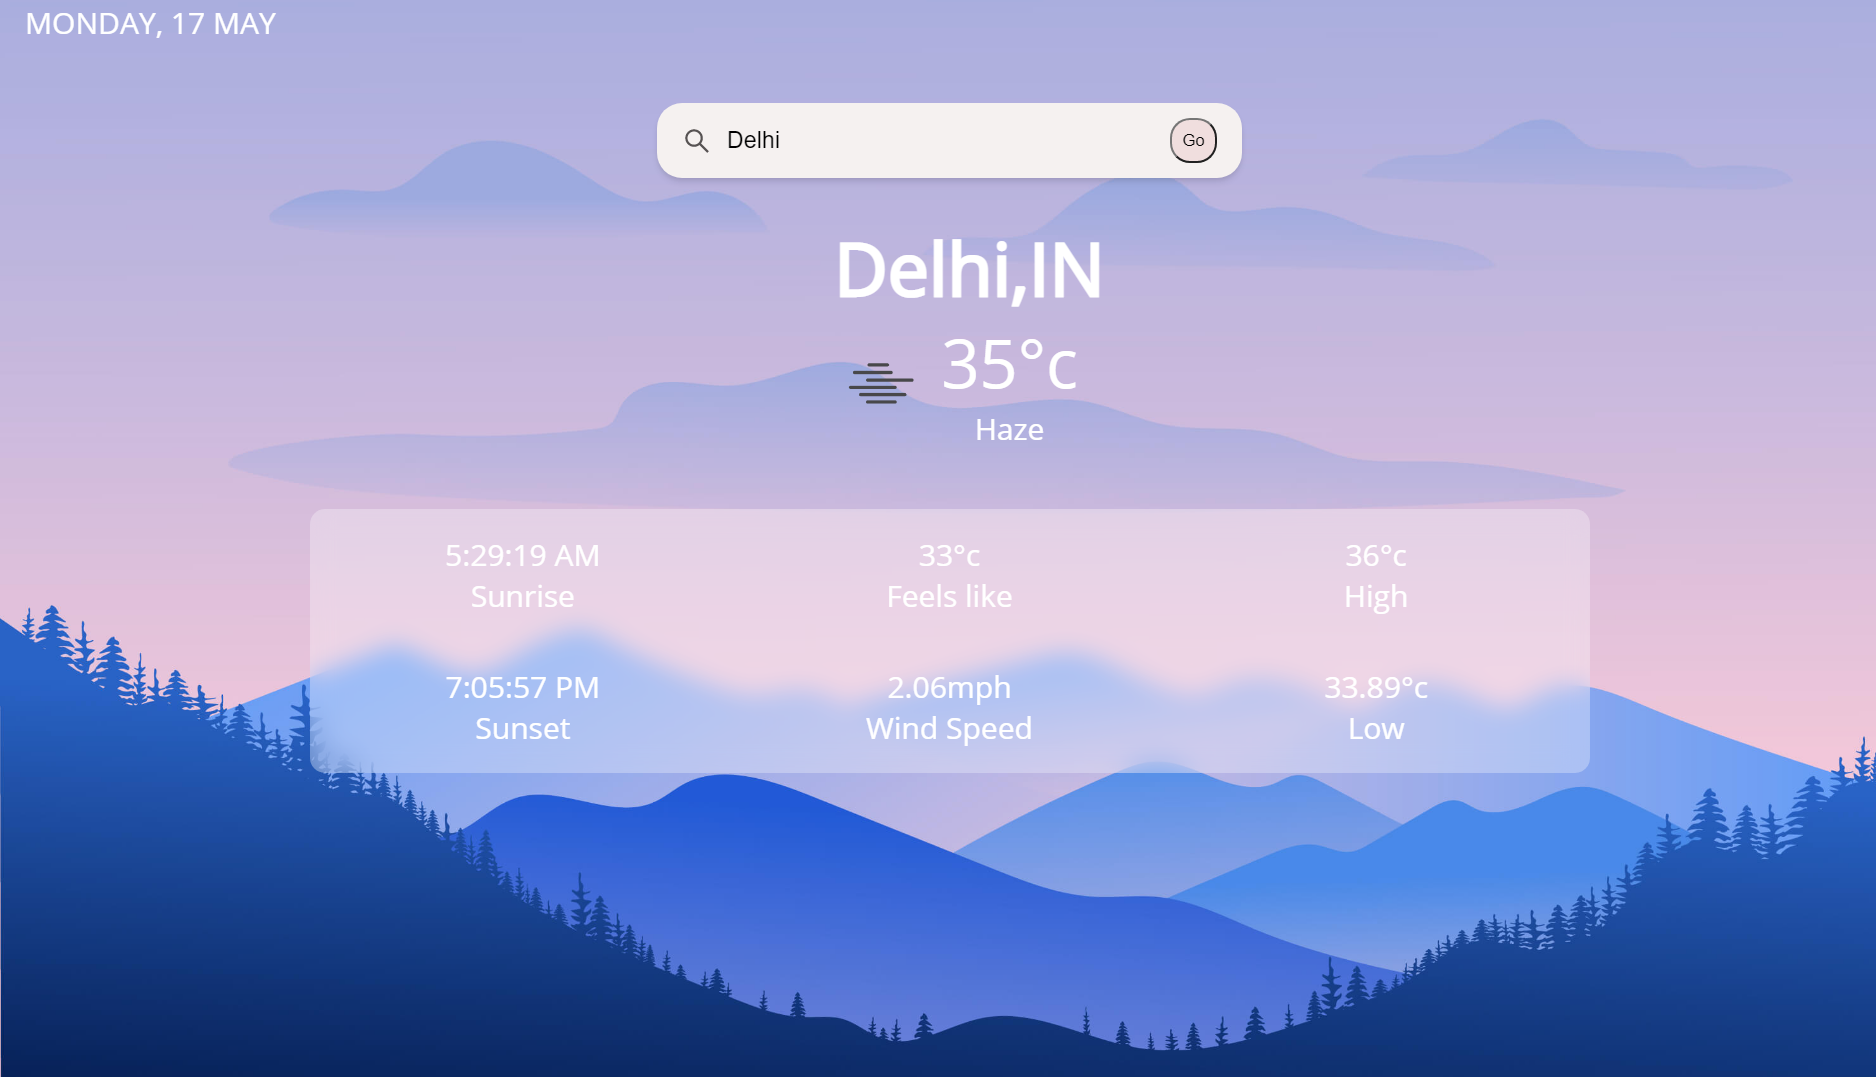 MONDAY, 17 MAY
Delhi
Go
Delhi,IN
35°c
Haze
5:29:19 AM
Sunrise
33°c
Feels like
36°c
High
7:05:57 PM
Sunset
2.06mph
Wind Speed
33.89°c
Low